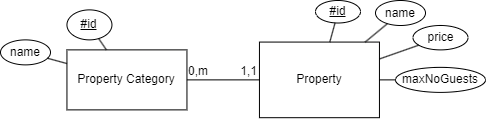 #id
name
#id
name
price
Property Category
0,m
1,1
Property
maxNoGuests